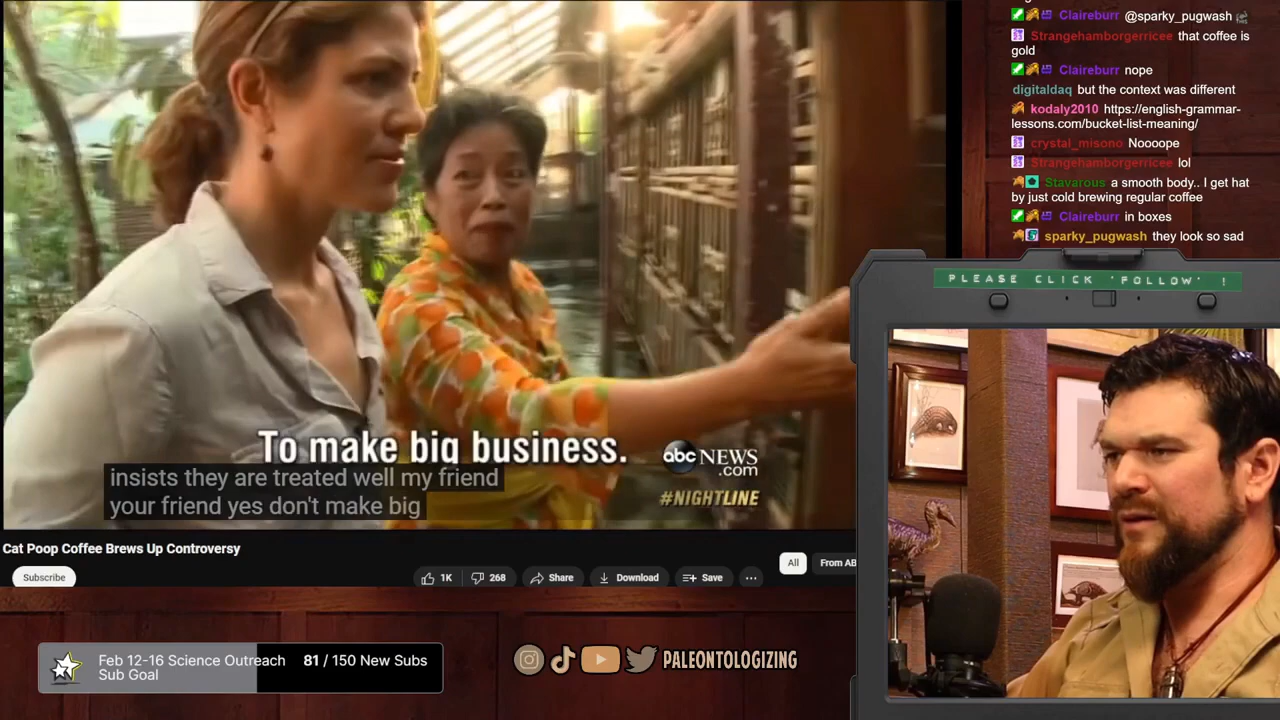 Claireburr @sparky_pugwash
Strangehamborgerricee that coffee is
gold
Claireburr nope
digitaldaq but the context was different
kodaly2010 https://english-grammar-
lessons.com/bucket-list-meaning/
crystal_misono Noooope
Strangehamborgerricee lol
Stavarous a smooth body.. I get hat
by just cold brewing regular coffee
Claireburr in boxes
sparky_pugwash they look so sad
PLEASE CLICK 'FOLLOW' !
To make big business.
abc NEWS
.com
#NIGHTLINE
insists they are treated well my friend
your friend yes don't make big
Cat Poop Coffee Brews Up Controversy
Subscribe
1K
268
Share
Download
Save
All
From AB
Feb 12-16 Science Outreach
Sub Goal
81 / 150 New Subs
PALEONTOLOGIZING